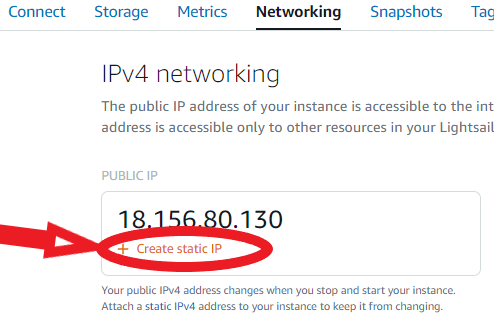 Connect Storage Metrics Networking Snapshots Tag
IPv4 networking
The public IP address of your instance is accessible to the int
address is accessible only to other resources in your Lightsail
PUBLIC IP
18.156.80.130
+ Create static IP
Your public IPv4 address changes when you stop and start your instance.
Attach a static IPv4 address to your instance to keep it from changing.